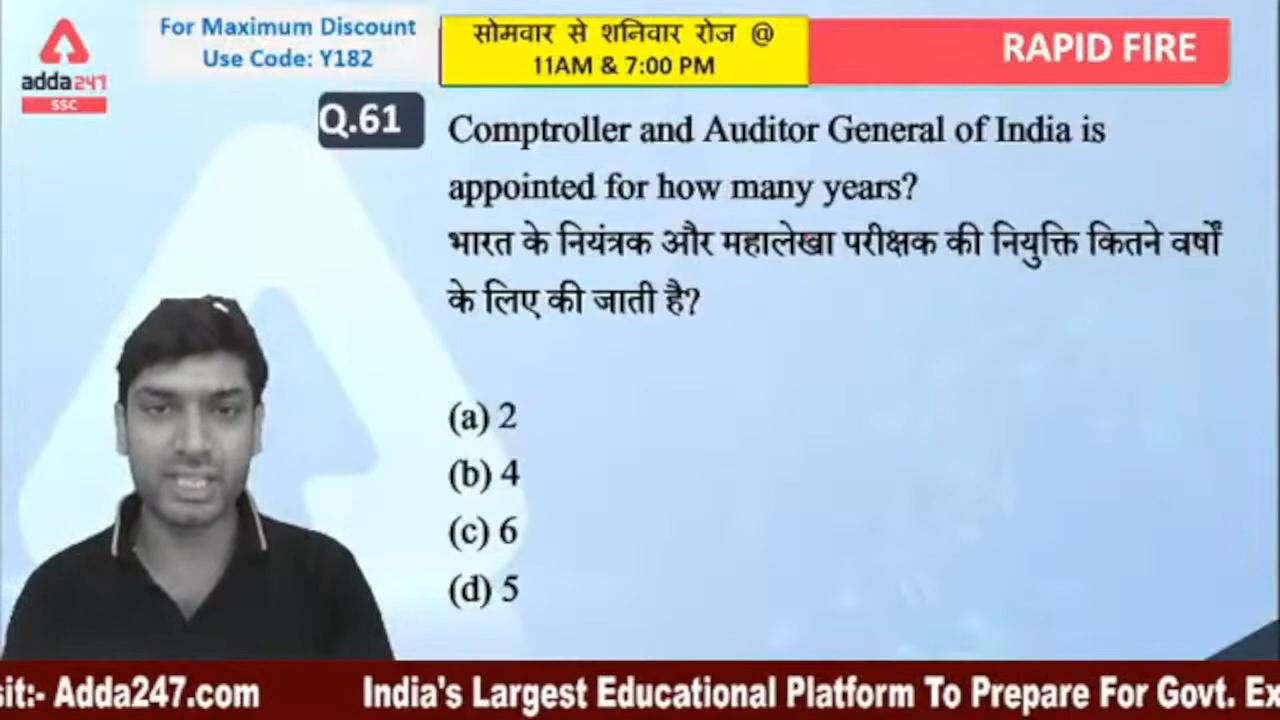 For Maximum Discount
Use Code: Y182
सोमवार से शनिवार रोज @
11AM & 7:00 PM
RAPID FIRE
adda247
SSC
Q.61
Comptroller and Auditor General of India is
appointed for how many years?
भारत के नियंत्रक और महालेखा परीक्षक की नियुक्ति कितने वर्षों
के लिए की जाती है?
(a) 2
(b) 4
(c) 6
(d) 5
sit:- Adda247.com India's Largest Educational Platform To Prepare For Govt. Ex